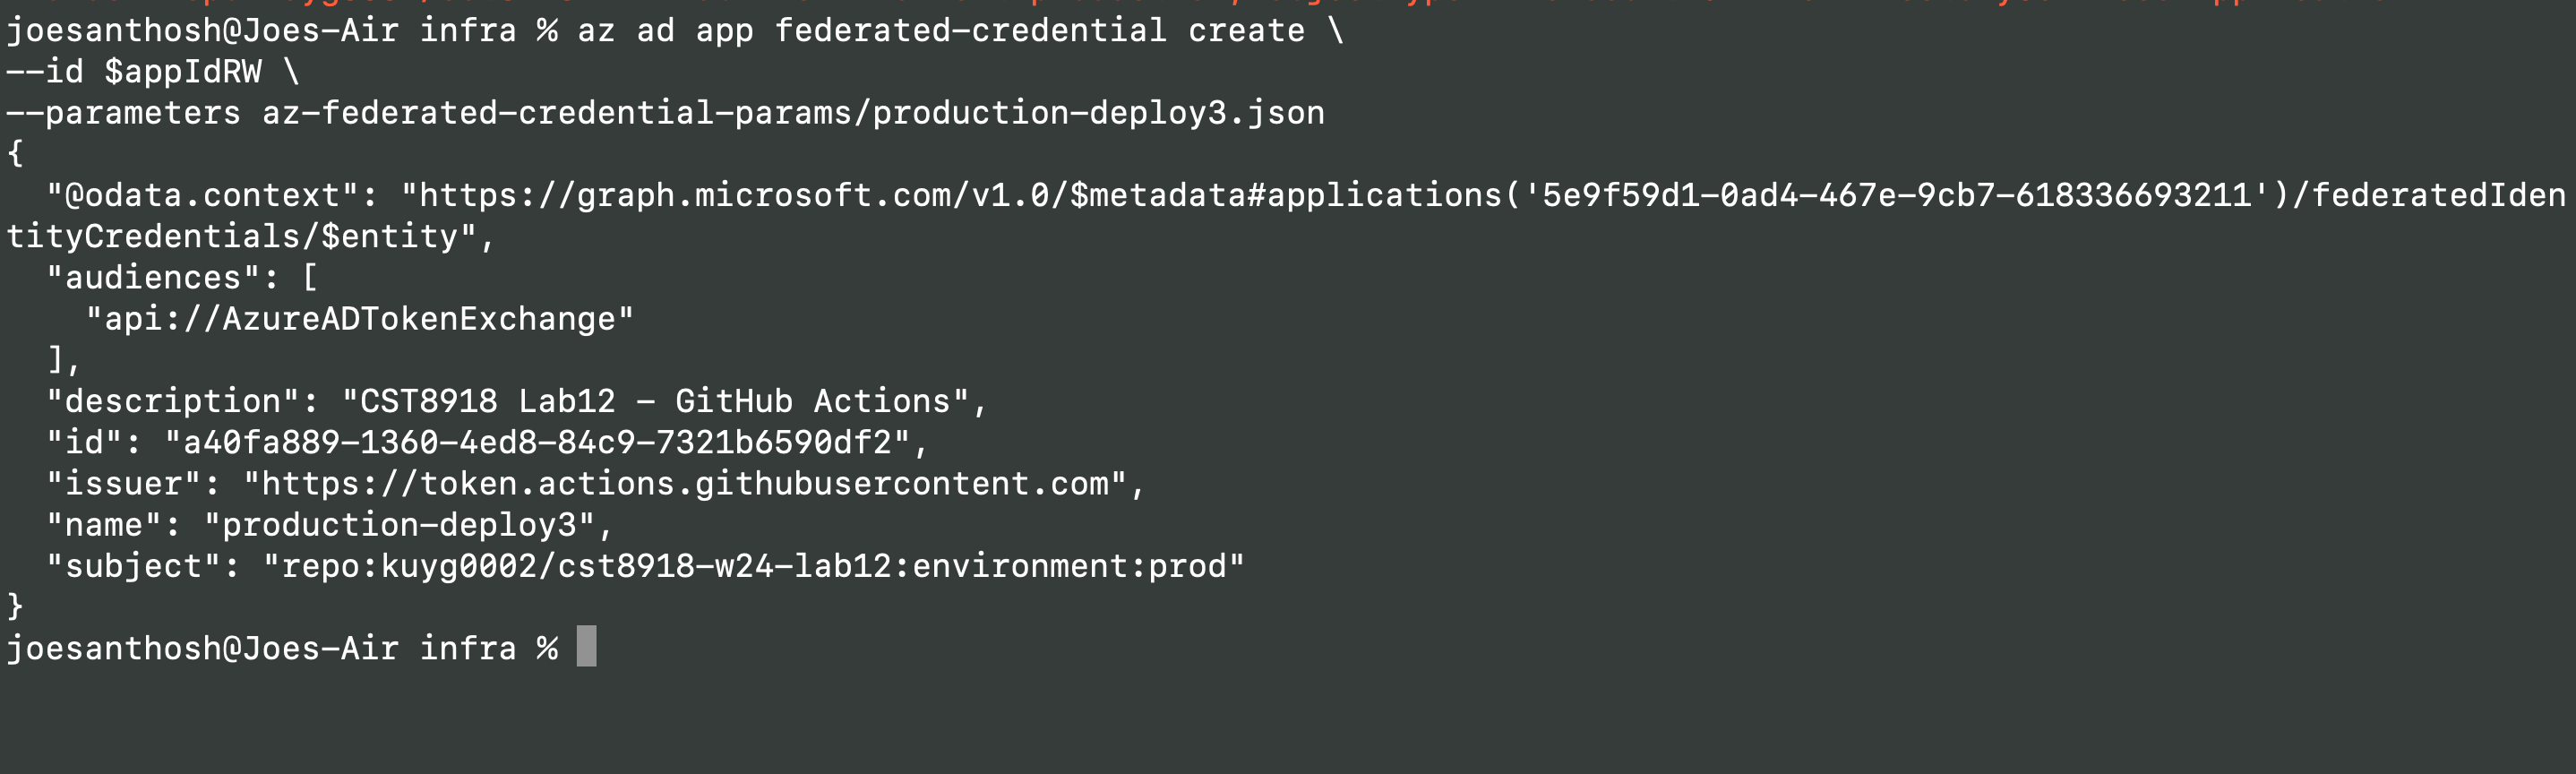 joesanthosh@Joes-Air infra % az ad app federated-credential create \
--id $appIdRW \
--parameters az-federated-credential-params/production-deploy3.json
{
  "@odata.context": "https://graph.microsoft.com/v1.0/$metadata#applications('5e9f59d1-0ad4-467e-9cb7-618336693211')/federatedIden
tityCredentials/$entity",
  "audiences": [
    "api://AzureADTokenExchange"
  ],
  "description": "CST8918 Lab12 - GitHub Actions",
  "id": "a40fa889-1360-4ed8-84c9-7321b6590df2",
  "issuer": "https://token.actions.githubusercontent.com",
  "name": "production-deploy3",
  "subject": "repo:kuyg0002/cst8918-w24-lab12:environment:prod"
}
joesanthosh@Joes-Air infra %